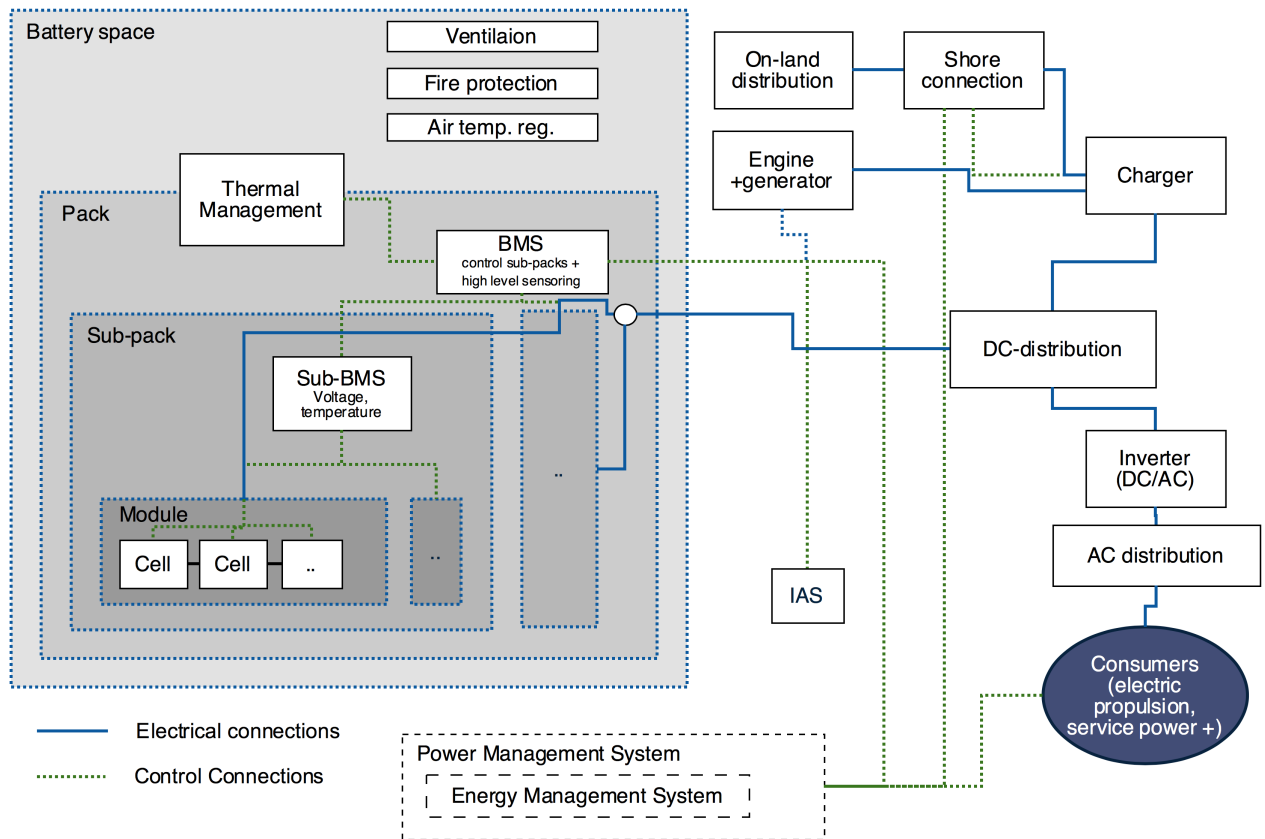 Battery space
Ventilaion
Fire protection
Air temp. reg.
Thermal
Management
Pack
BMS
control sub-packs +
high level sensoring
Sub-pack
Sub-BMS
Voltage,
temperature
Module
Cell
Cell
..
..
..
On-land
distribution
Shore
connection
Engine
+generator
Charger
DC-distribution
Inverter
(DC/AC)
AC distribution
IAS
Consumers
(electric
propulsion,
service power +)
Electrical connections
Control Connections
Power Management System
Energy Management System